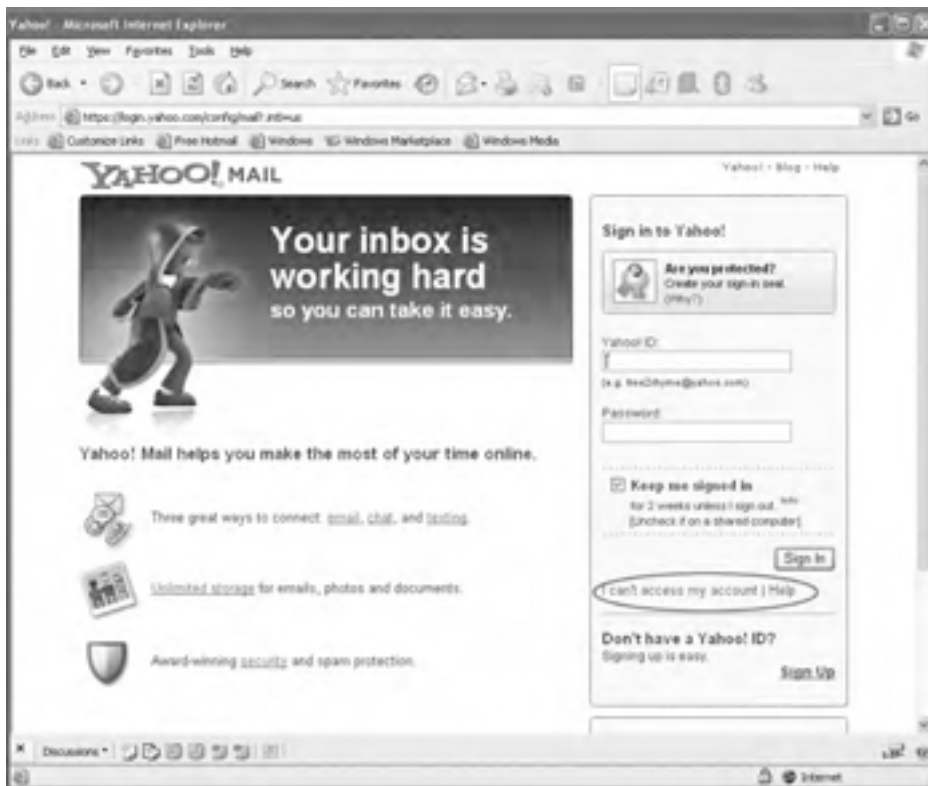 Yahoo! - Microsoft Internet Explorer
File Edit View Favorites Tools Help
Back Search Favorites
Address https://login.yahoo.com/config/mail?.intl=us Go
Links Customize Links Free Hotmail Windows Windows Marketplace Windows Media
YAHOO! MAIL
Yahoo! - Blog - Help
Your inbox is
working hard
so you can take it easy.
Yahoo! Mail helps you make the most of your time online.
Three great ways to connect: email, chat, and texting.
Unlimited storage for emails, photos and documents.
Award-winning security and spam protection.
Sign in to Yahoo!
Are you protected?
Create your sign-in seal.
(Why?)
Yahoo! ID:
(e.g. free2rhyme@yahoo.com)
Password:
Keep me signed in
for 2 weeks unless I sign out. Info
[Uncheck if on a shared computer]
Sign In
I can't access my account | Help
Don't have a Yahoo! ID?
Signing up is easy.
Sign Up
Discussions
Internet